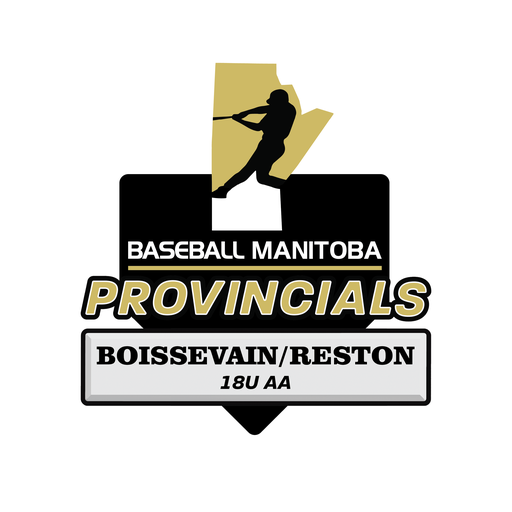 BASEBALL MANITOBA
PROVINCIALS
BOISSEVAIN/RESTON
18U AA